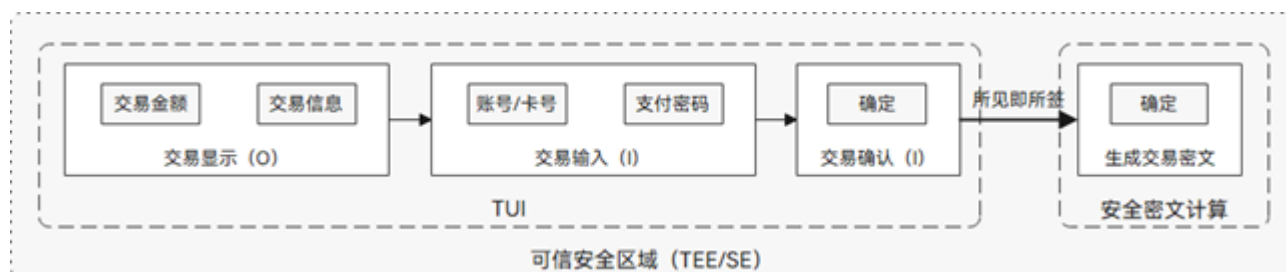 交易金额
交易信息
交易显示（O）
账号/卡号
支付密码
交易输入（I）
确定
交易确认（I）
所见即所签
确定
生成交易密文
TUI
安全密文计算
可信安全区域（TEE/SE）